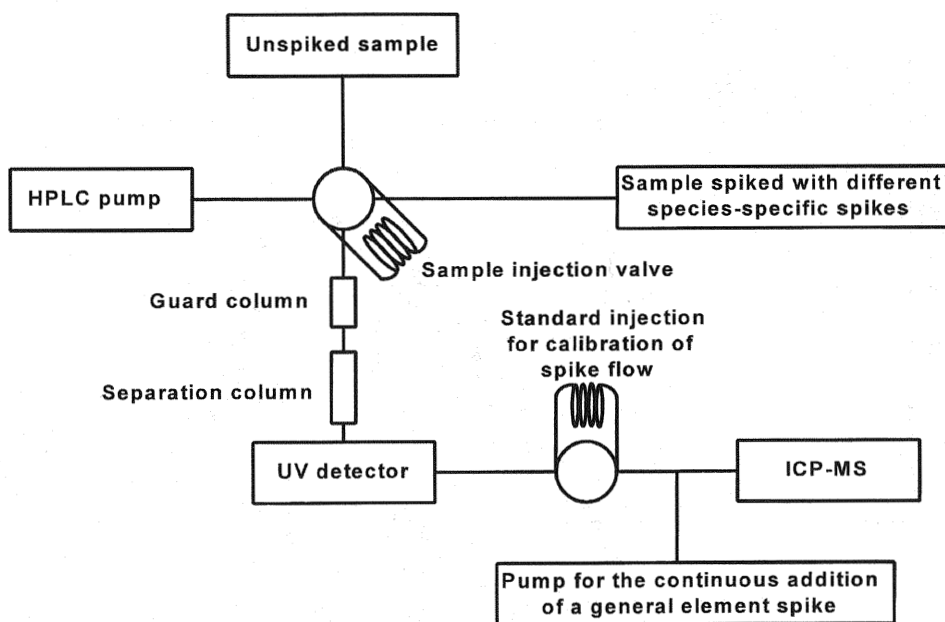 Unspiked sample
HPLC pump
Sample spiked with different
species-specific spikes
Sample injection valve
Guard column
Standard injection
for calibration of
spike flow
Separation column
UV detector
ICP-MS
Pump for the continuous addition
of a general element spike